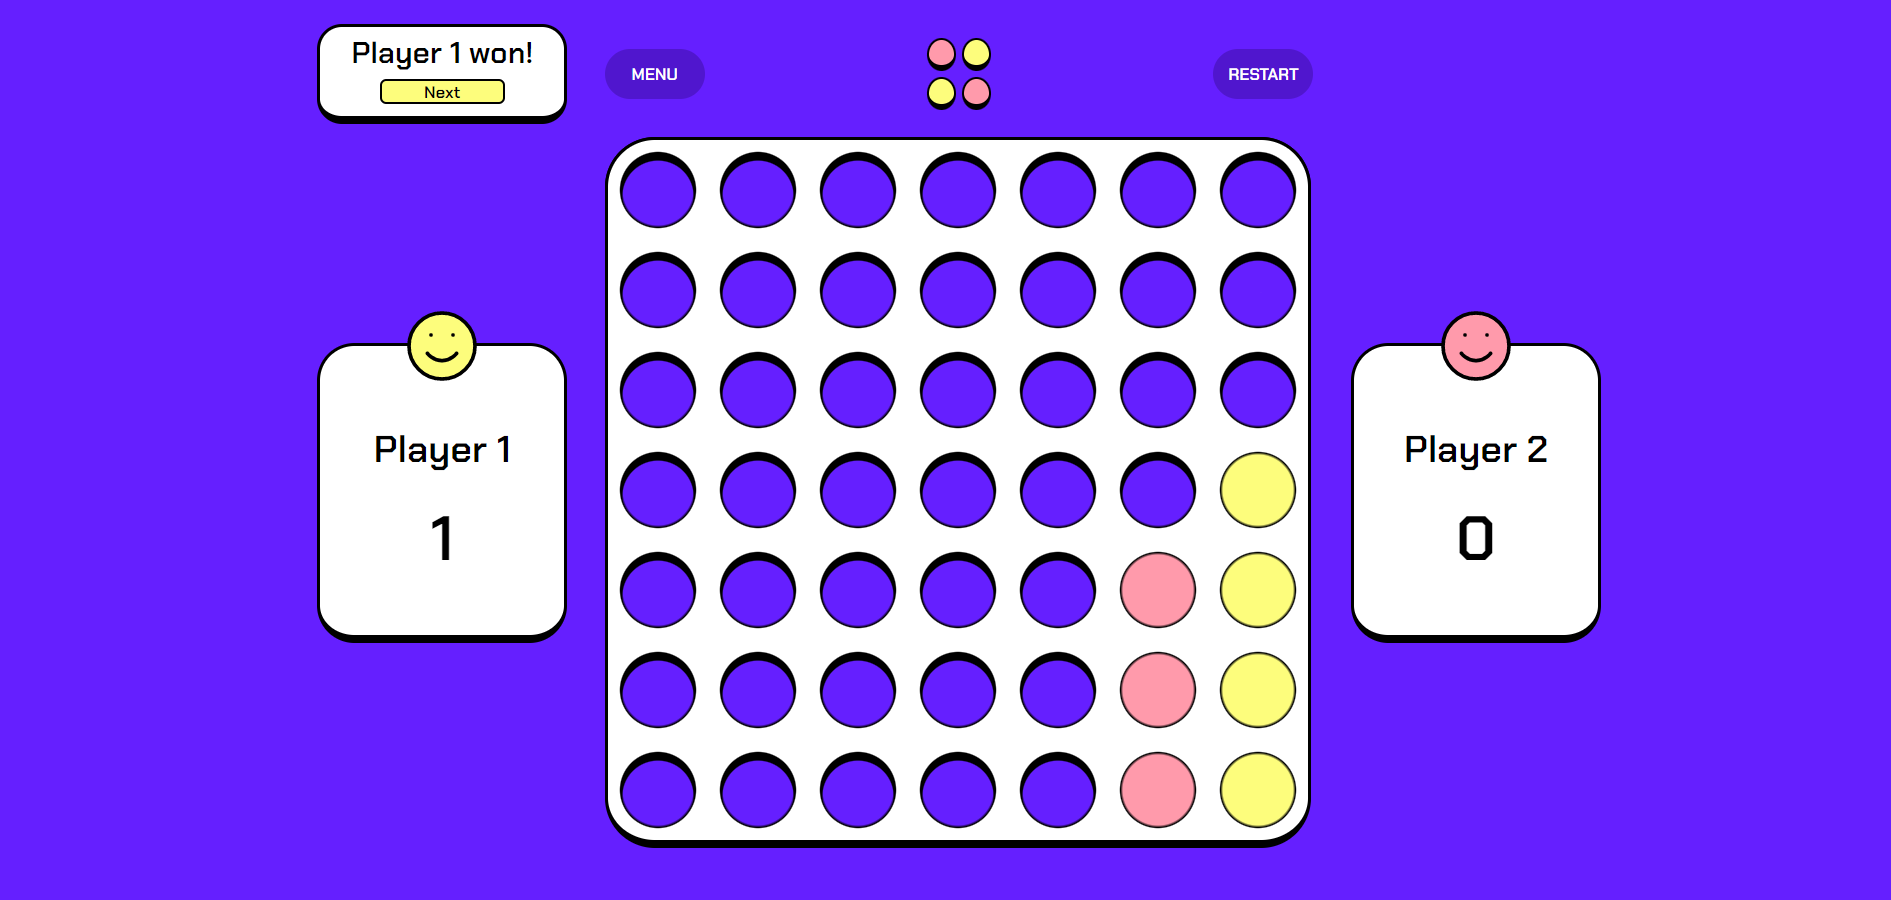 Player 1 won!
Next
MENU
RESTART
Player 1
1
Player 2
0